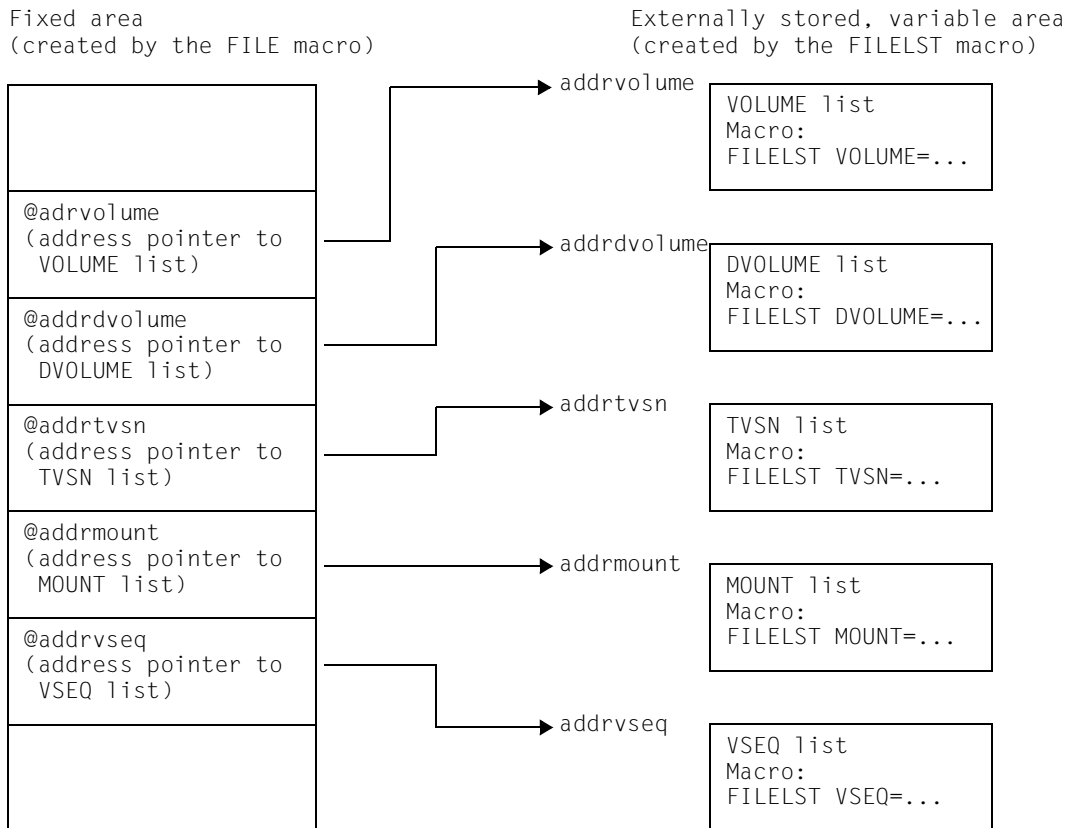 Fixed area
(created by the FILE macro)
Externally stored, variable area
(created by the FILELST macro)
@adrvolume
(address pointer to
VOLUME list)
@addrdvolume
(address pointer to
DVOLUME list)
@addrtvsn
(address pointer to
TVSN list)
@addrmount
(address pointer to
MOUNT list)
@addrvseq
(address pointer to
VSEQ list)
addrvolume
VOLUME list
Macro:
FILELST VOLUME=...
addrdvolume
DVOLUME list
Macro:
FILELST DVOLUME=...
addrtvsn
TVSN list
Macro:
FILELST TVSN=...
addrmount
MOUNT list
Macro:
FILELST MOUNT=...
addrvseq
VSEQ list
Macro:
FILELST VSEQ=...